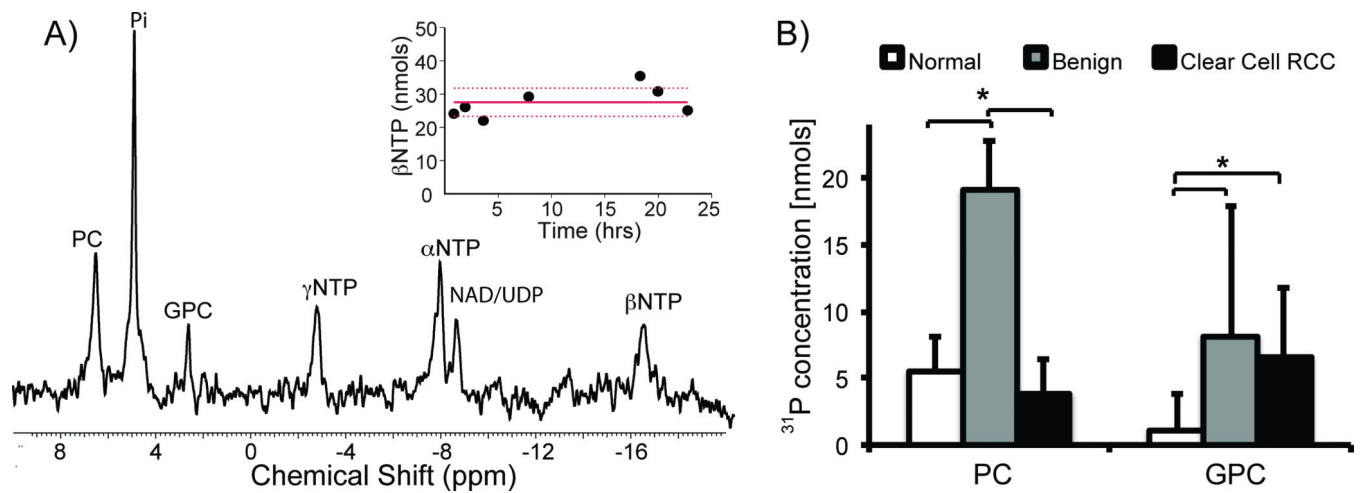 A)
Pi
PC
GPC
γNTP
αNTP
NAD/UDP
βNTP
8 4 0 -4 -8 -12 -16
Chemical Shift (ppm)
50
40
30
20
10
0
βNTP (nmols)
5 10 15 20 25
Time (hrs)
B)
Normal Benign Clear Cell RCC
*
*
20
15
10
5
0
³¹P concentration [nmols]
PC GPC